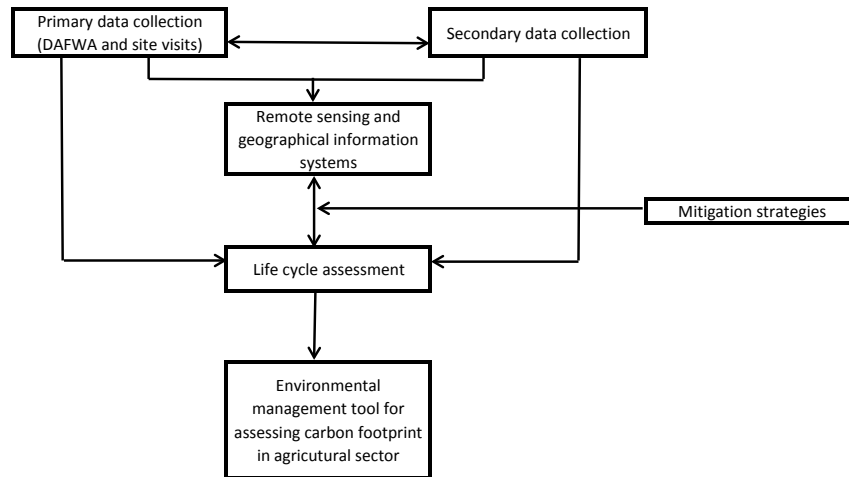 Primary data collection
(DAFWA and site visits)
Secondary data collection
Remote sensing and
geographical information
systems
Mitigation strategies
Life cycle assessment
Environmental
management tool for
assessing carbon footprint
in agricutural sector